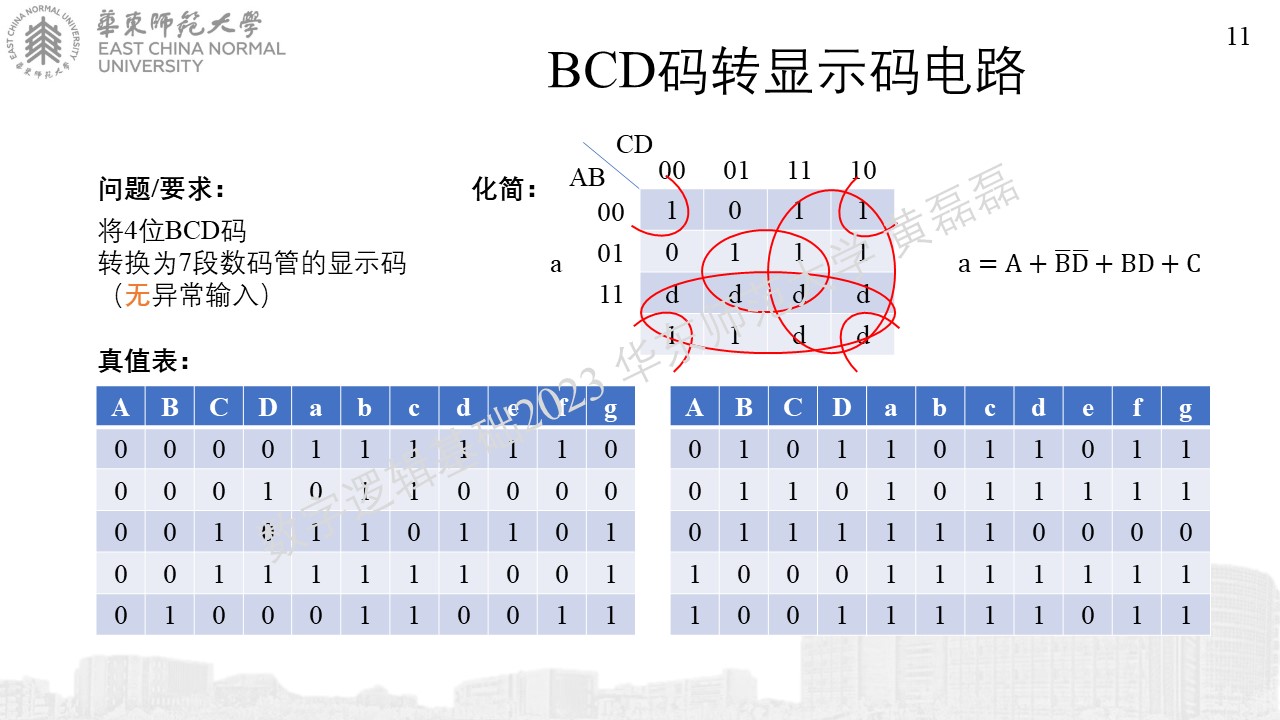 華東師範大學
EAST CHINA NORMAL
UNIVERSITY
EAST CHINA NORMAL UNIVERSITY
華東师范大学
11
BCD码转显示码电路
问题/要求：
将4位BCD码
转换为7段数码管的显示码
（无异常输入）
化简：
CD
AB
00 01 11 10
00 1 0 1 1
a
01 0 1 1 1
11 d d d d
1 1 d d
a = A + B̅D̅ + BD + C
真值表：
A B C D a b c d e f g
0 0 0 0 1 1 1 1 1 1 0
0 0 0 1 0 1 1 0 0 0 0
0 0 1 0 1 1 0 1 1 0 1
0 0 1 1 1 1 1 1 0 0 1
0 1 0 0 0 1 1 0 0 1 1
A B C D a b c d e f g
0 1 0 1 1 0 1 1 0 1 1
0 1 1 0 1 0 1 1 1 1 1
0 1 1 1 1 1 1 0 0 0 0
1 0 0 0 1 1 1 1 1 1 1
1 0 0 1 1 1 1 1 0 1 1
数字逻辑基础2023 华东师范大学 黄磊磊